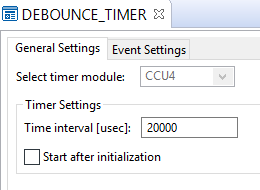 DEBOUNCE_TIMER
General Settings Event Settings
Select timer module: CCU4
Timer Settings
Time interval [usec]: 20000
Start after initialization